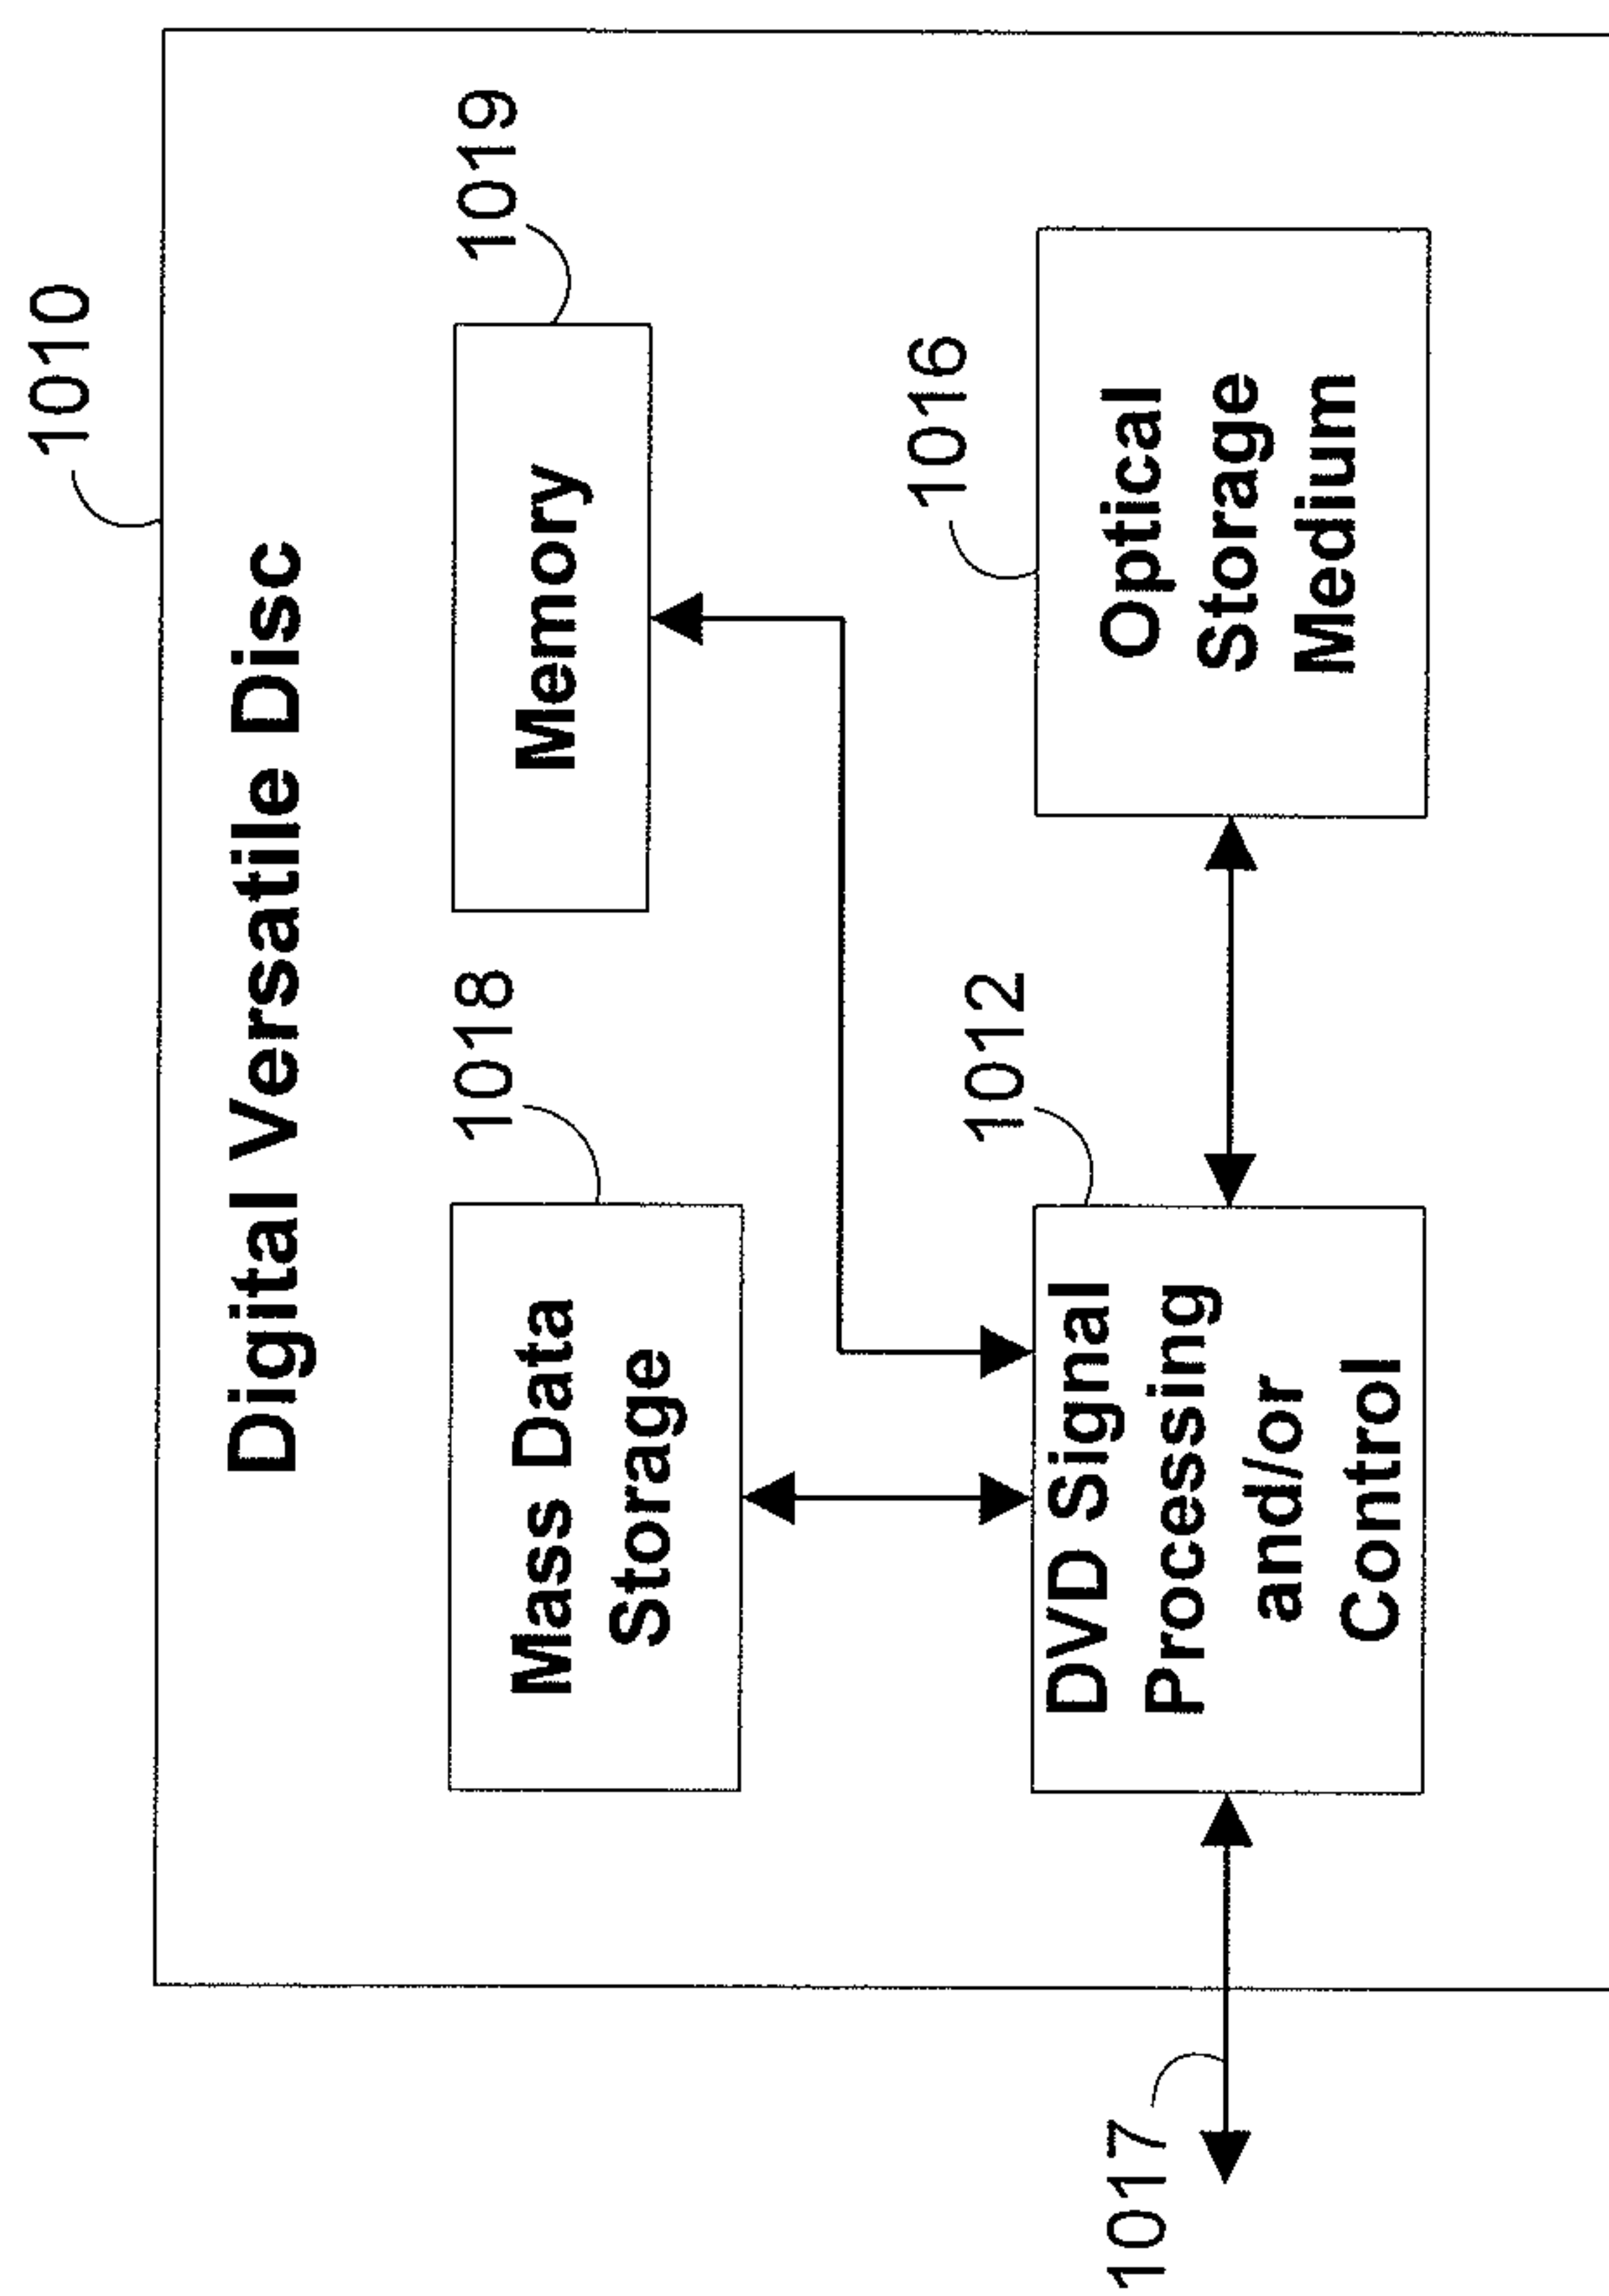 1010
Digital Versatile Disc
1018
1019
Mass Data
Storage
Memory
1012
1016
DVD Signal
Processing
and/or
Control
Optical
Storage
Medium
1017